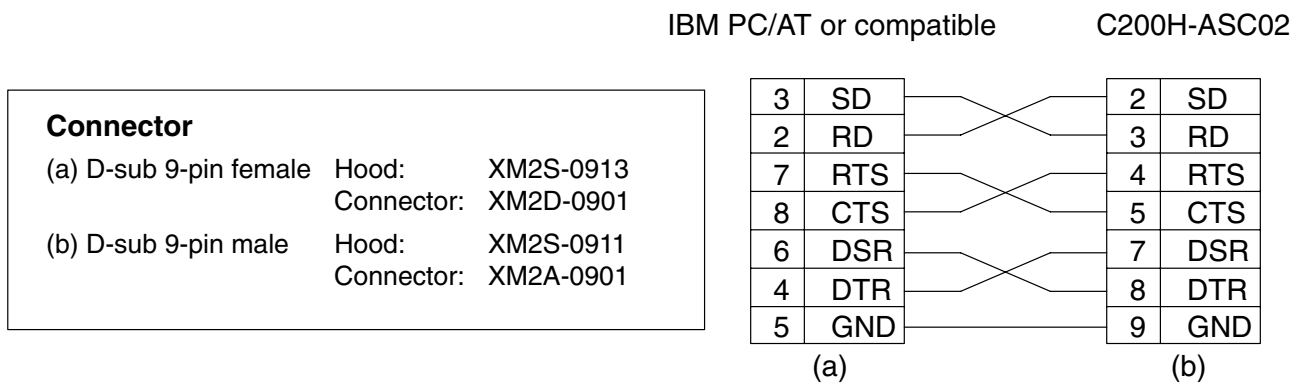 IBM PC/AT or compatible C200H-ASC02
Connector
(a) D-sub 9-pin female Hood: XM2S-0913
Connector: XM2D-0901
(b) D-sub 9-pin male Hood: XM2S-0911
Connector: XM2A-0901
3 SD 2 SD
2 RD 3 RD
7 RTS 4 RTS
8 CTS 5 CTS
6 DSR 7 DSR
4 DTR 8 DTR
5 GND 9 GND
(a) (b)